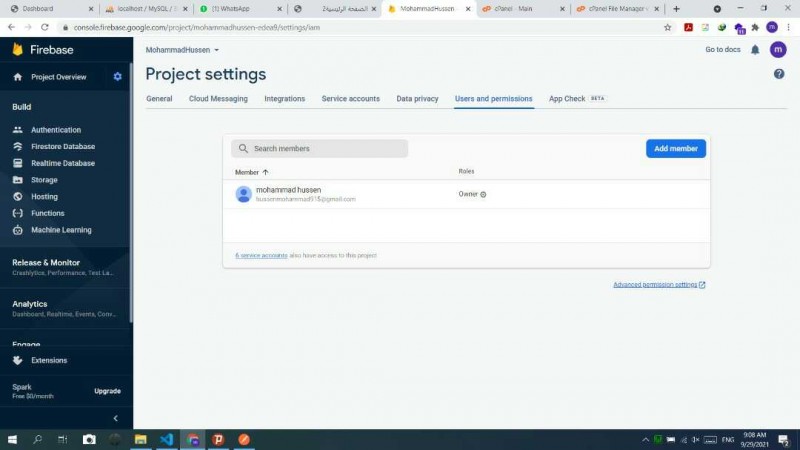 Dashboard
localhost / MySQL /
(1) WhatsApp
الصفحة الرئيسية
MohammadHussen -
cPanel - Main
cPanel File Manager v
console.firebase.google.com/project/mohammadhussen-edea9/settings/iam
Firebase
MohammadHussen
Go to docs
m
Project Overview
Project settings
General
Cloud Messaging
Integrations
Service accounts
Data privacy
Users and permissions
App Check
BETA
Build
Authentication
Firestore Database
Realtime Database
Storage
Hosting
Functions
Machine Learning
Release & Monitor
Crashlytics, Performance, Test La...
Analytics
Dashboard, Realtime, Events, Conv...
Engage
Extensions
Spark
Free $0/month
Upgrade
Search members
Add member
Member
Roles
mohammad hussen
Owner
6 service accounts also have access to this project
Advanced permission settings
ENG
9:08 AM
9/29/2021